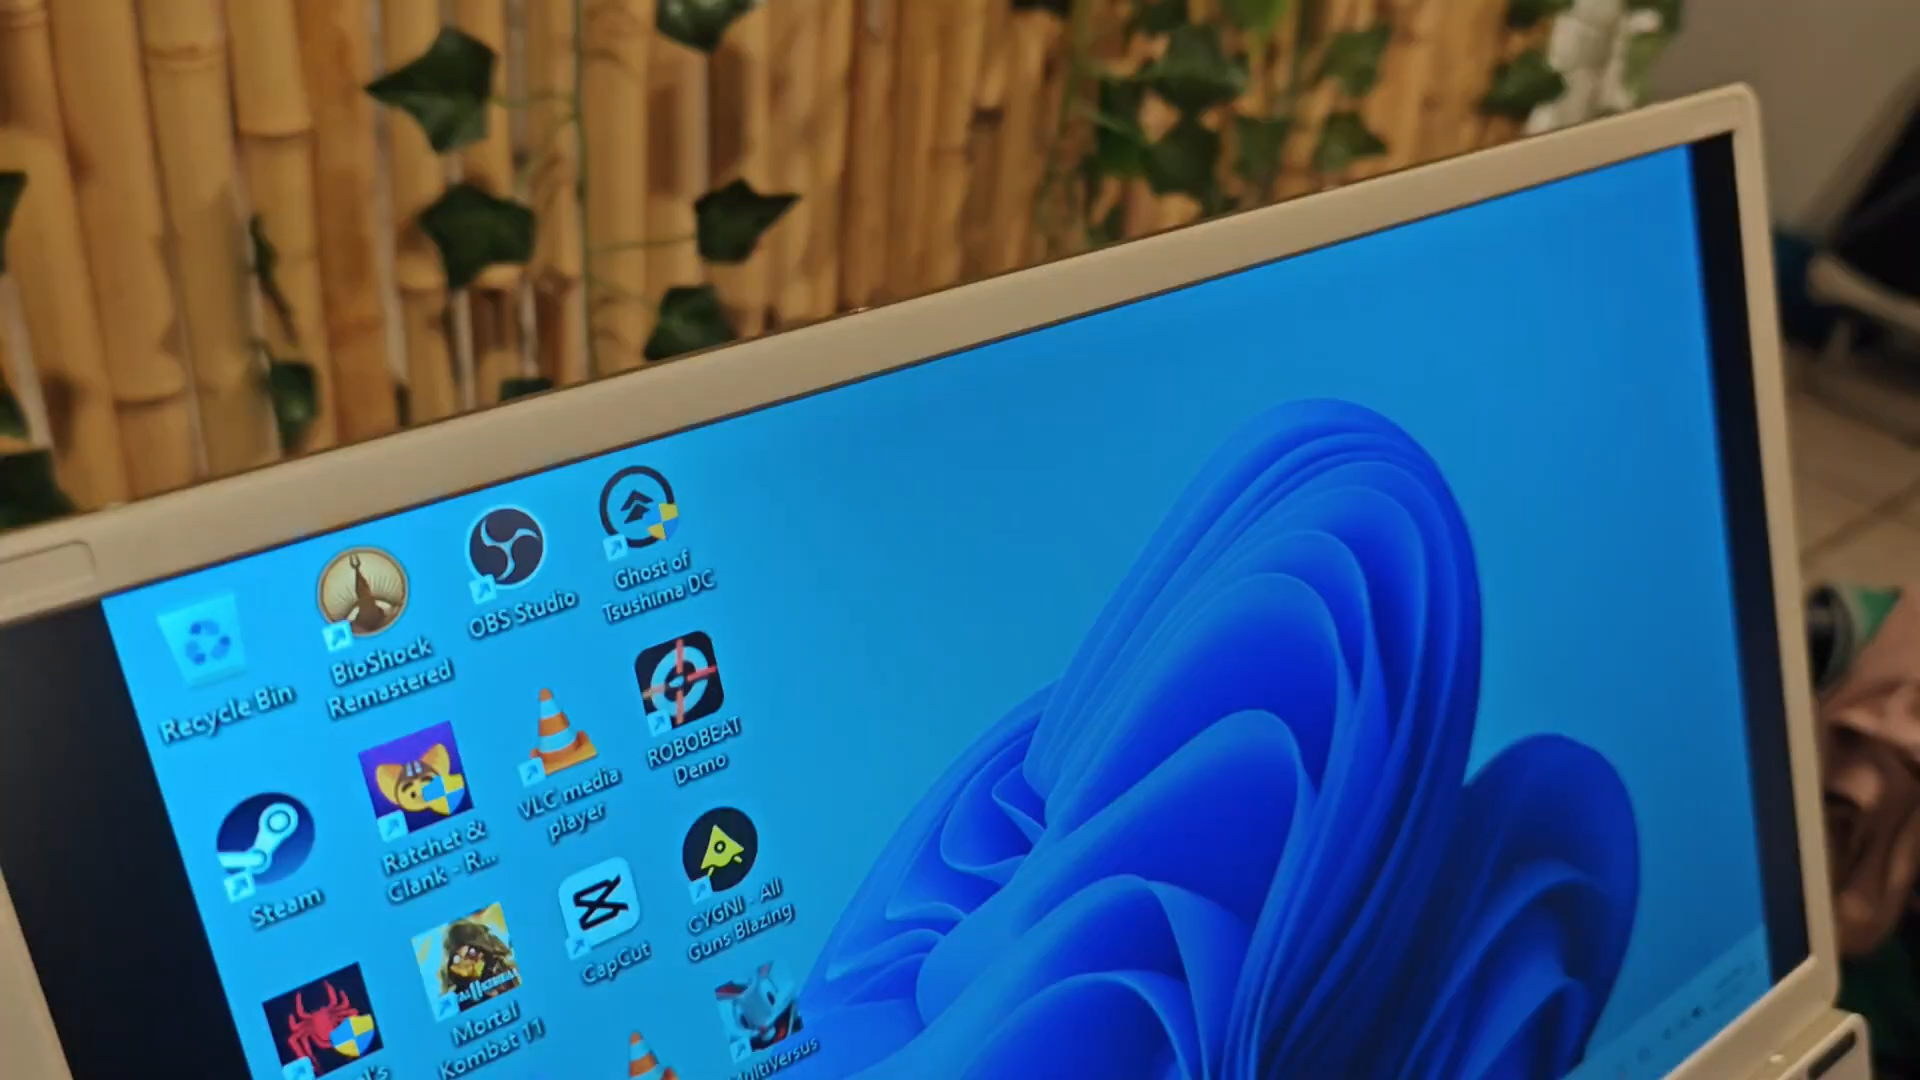 Recycle Bin
BioShock
Remastered
OBS Studio
Ghost of
Tsushima DC
Steam
Ratchet &
Clank - R...
VLC media
player
ROBOBEAT
Demo
Mortal
Kombat 11
CapCut
CYGNI - All
Guns Blazing
MultiVersus